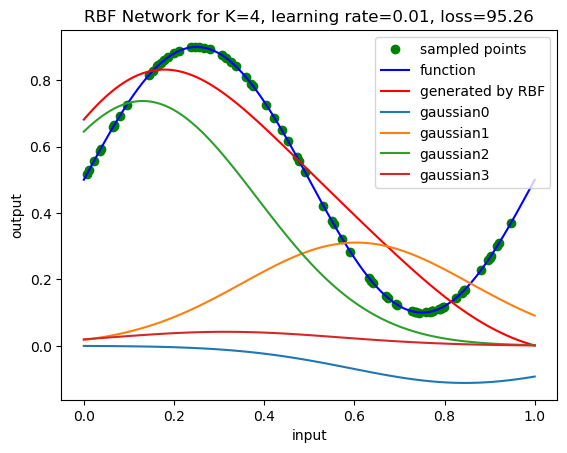 RBF Network for K=4, learning rate=0.01, loss=95.26
sampled points
function
generated by RBF
gaussian0
gaussian1
gaussian2
gaussian3
output
0.8
0.6
0.4
0.2
0.0
0.0 0.2 0.4 0.6 0.8 1.0
input